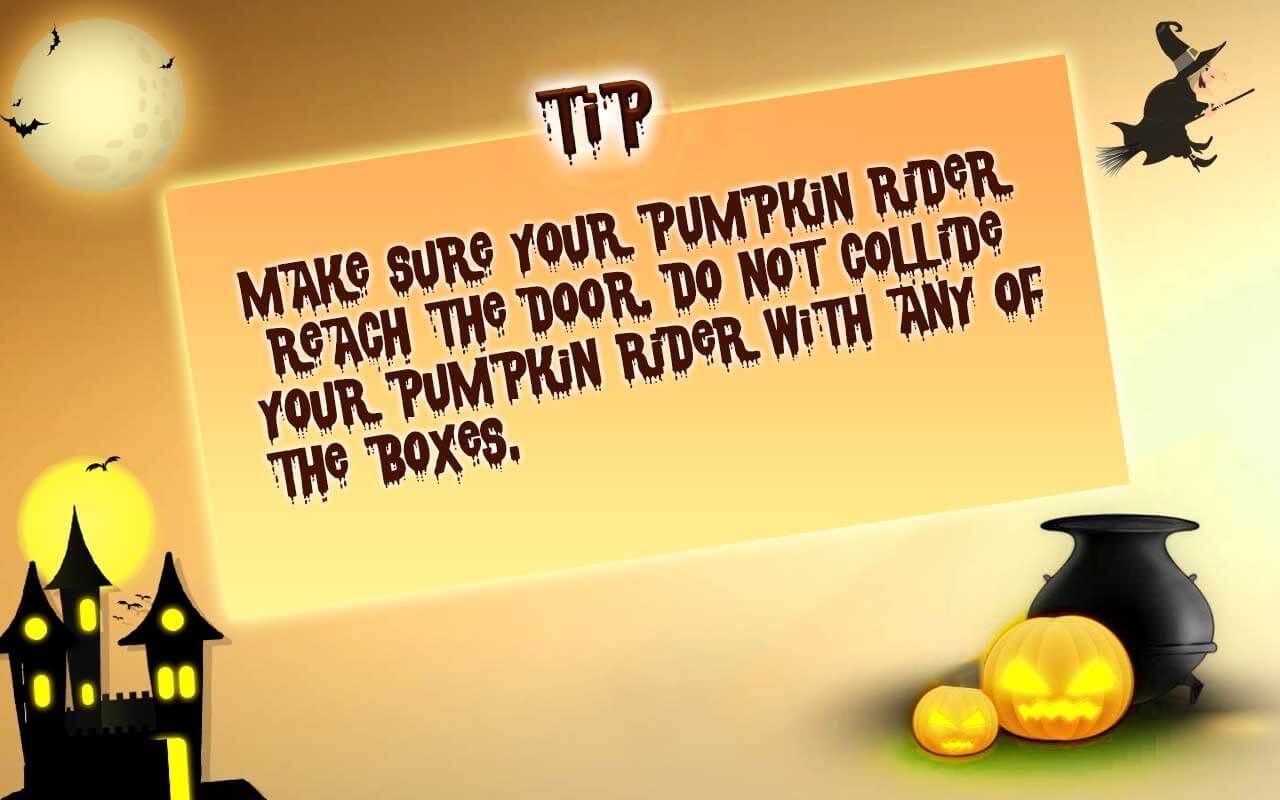 TiP
MAKe SURe YOUR PUMPKiN RiDeR
ReACH THe DOOR. DO NOT COLLiDe
YOUR PUMPKiN RiDeR WiTH ANY OF
THe BOXeS.